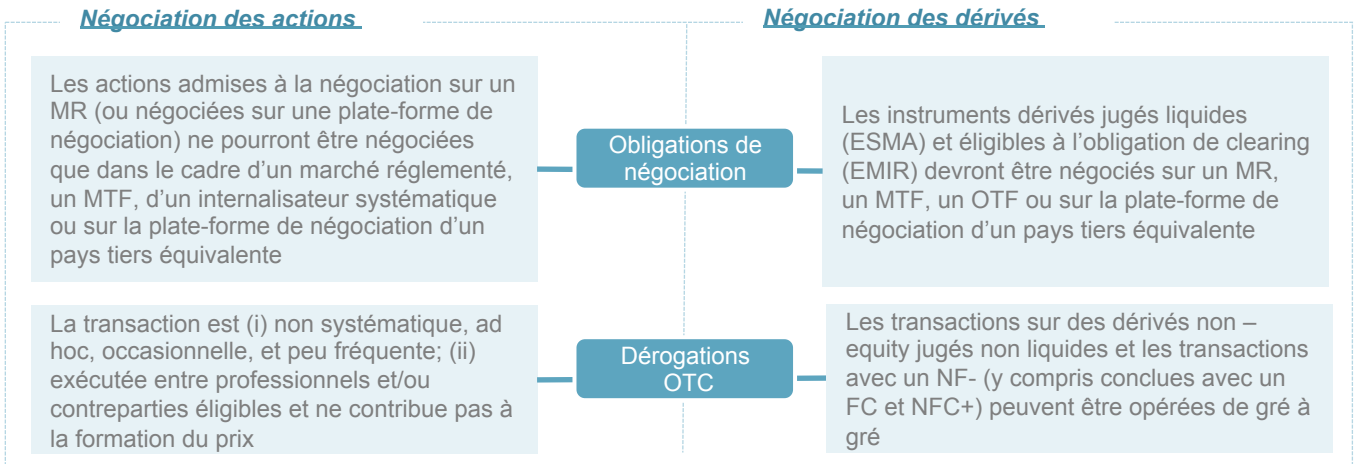 Négociation des actions
Négociation des dérivés
Les actions admises à la négociation sur un
MR (ou négociées sur une plate-forme de
négociation) ne pourront être négociées
que dans le cadre d’un marché réglementé,
un MTF, d’un internalisateur systématique
ou sur la plate-forme de négociation d’un
pays tiers équivalente
Obligations de
négociation
Les instruments dérivés jugés liquides
(ESMA) et éligibles à l’obligation de clearing
(EMIR) devront être négociés sur un MR,
un MTF, un OTF ou sur la plate-forme de
négociation d’un pays tiers équivalente
La transaction est (i) non systématique, ad
hoc, occasionnelle, et peu fréquente; (ii)
exécutée entre professionnels et/ou
contreparties éligibles et ne contribue pas à
la formation du prix
Dérogations
OTC
Les transactions sur des dérivés non –
equity jugés non liquides et les transactions
avec un NF- (y compris conclues avec un
FC et NFC+) peuvent être opérées de gré à
gré